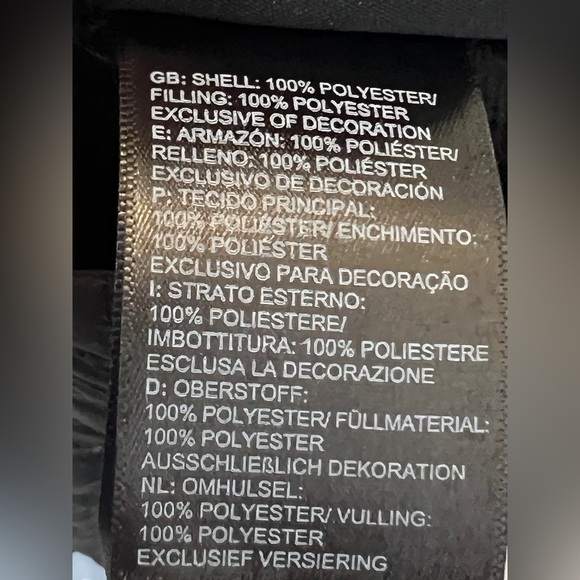 GB: SHELL: 100% POLYESTER/
FILLING: 100% POLYESTER
EXCLUSIVE OF DECORATION
E: ARMAZÓN: 100% POLIÉSTER/
RELLENO: 100% POLIÉSTER
EXCLUSIVO DE DECORACIÓN
P: TECIDO PRINCIPAL:
100% POLIÉSTER/ ENCHIMENTO:
100% POLIÉSTER
EXCLUSIVO PARA DECORAÇÃO
I: STRATO ESTERNO:
100% POLIESTERE/
IMBOTTITURA: 100% POLIESTERE
ESCLUSA LA DECORAZIONE
D: OBERSTOFF:
100% POLYESTER/ FÜLLMATERIAL:
100% POLYESTER
AUSSCHLIEßLICH DEKORATION
NL: OMHULSEL:
100% POLYESTER/ VULLING:
100% POLYESTER
EXCLUSIEF VERSIERING